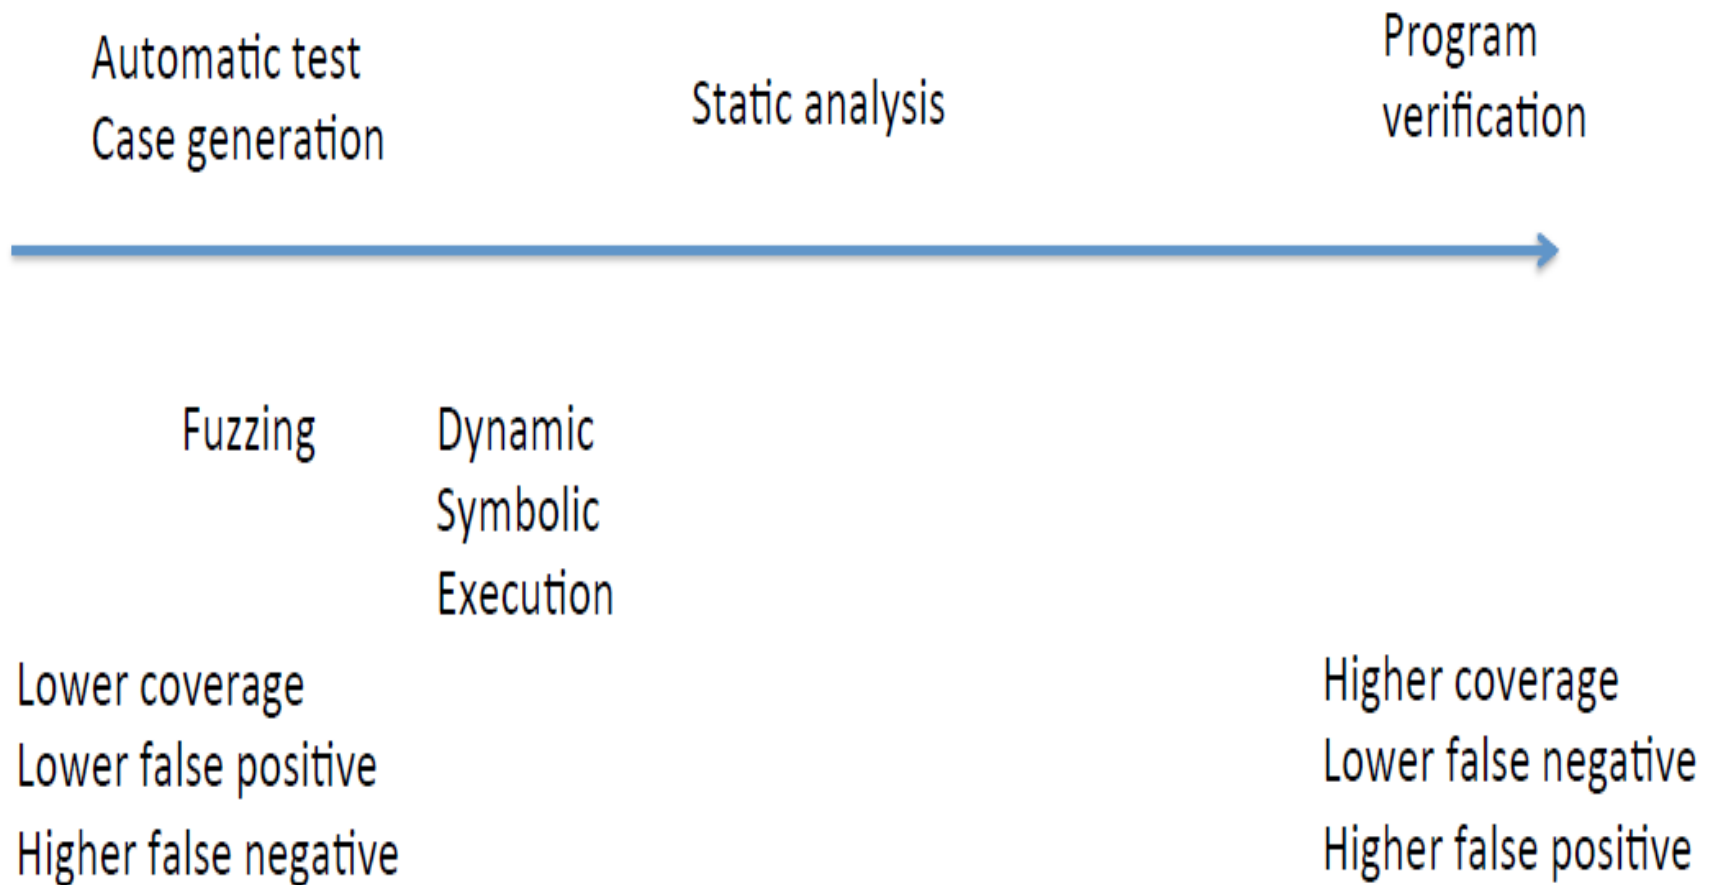 Automatic test
Case generation
Static analysis
Program
verification
Fuzzing
Dynamic
Symbolic
Execution
Lower coverage
Lower false positive
Higher false negative
Higher coverage
Lower false negative
Higher false positive